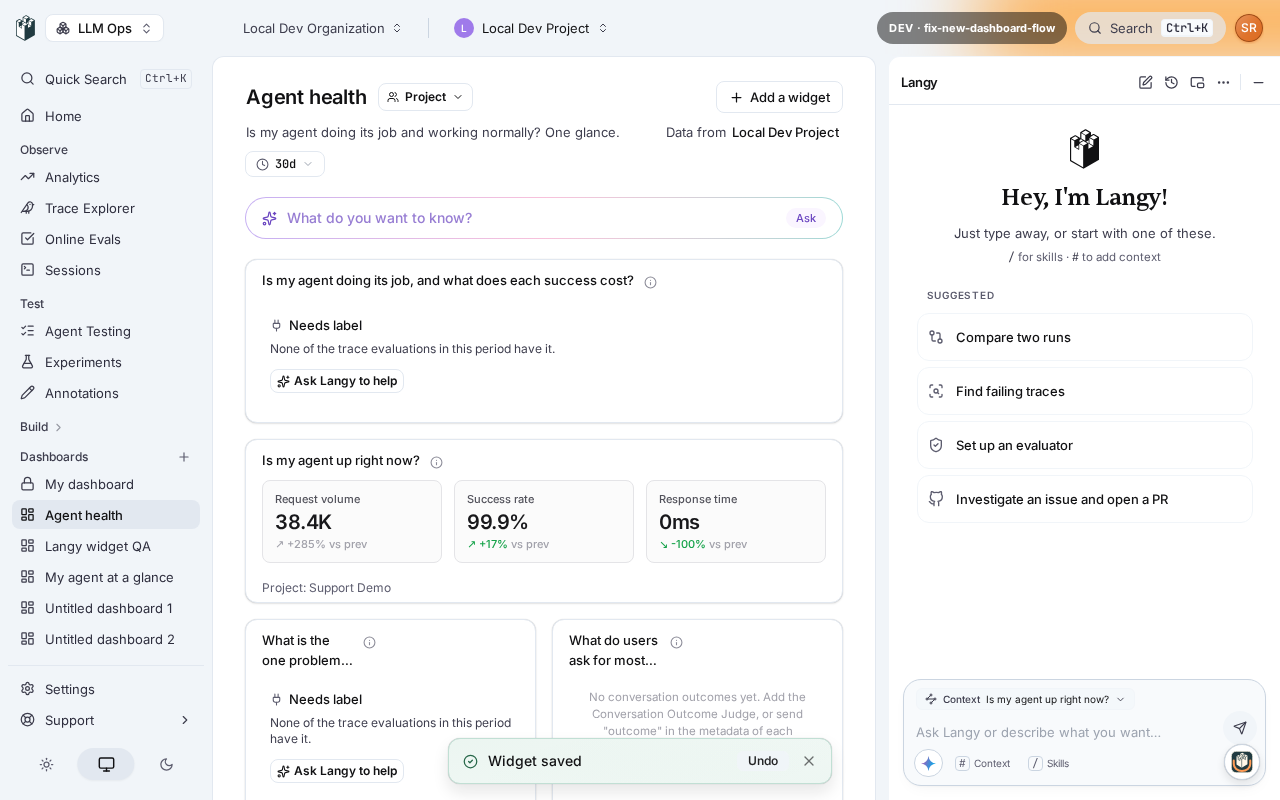 LLM Ops
Local Dev Organization
L
Local Dev Project
DEV · fix-new-dashboard-flow
Search
Ctrl+K
SR
Quick Search
Ctrl+K
Home
Observe
Analytics
Trace Explorer
Online Evals
Sessions
Test
Agent Testing
Experiments
Annotations
Build
Dashboards
My dashboard
Agent health
Langy widget QA
My agent at a glance
Untitled dashboard 1
Untitled dashboard 2
Settings
Support
Agent health
Project
Add a widget
Is my agent doing its job and working normally? One glance.
Data from Local Dev Project
30d
What do you want to know?
Ask
Is my agent doing its job, and what does each success cost?
Needs label
None of the trace evaluations in this period have it.
Ask Langy to help
Is my agent up right now?
Request volume
38.4K
↗ +285% vs prev
Success rate
99.9%
↗ +17% vs prev
Response time
0ms
↘ -100% vs prev
Project: Support Demo
What is the
one problem...
Needs label
None of the trace evaluations in this period
have it.
Ask Langy to help
What do users
ask for most...
No conversation outcomes yet. Add the
Conversation Outcome Judge, or send
"outcome" in the metadata of each
Widget saved
Undo
Langy
Hey, I'm Langy!
Just type away, or start with one of these.
/ for skills · # to add context
SUGGESTED
Compare two runs
Find failing traces
Set up an evaluator
Investigate an issue and open a PR
Context Is my agent up right now?
Ask Langy or describe what you want...
# Context
/ Skills